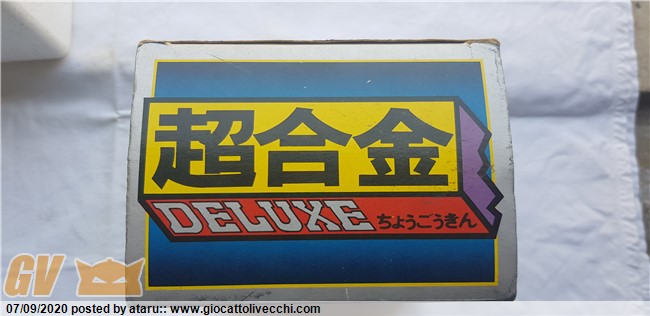 超合金
DELUXE ちょうごうきん
GV
07/09/2020 posted by ataru:: www.giocattolivecchi.com